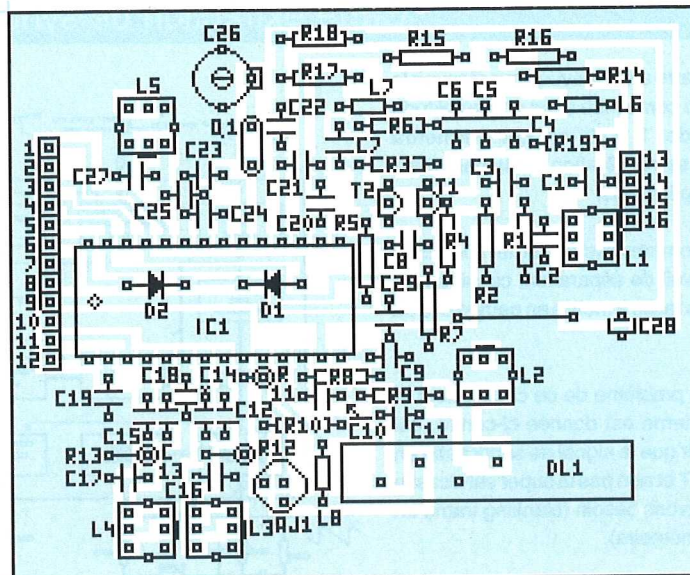 C26
R18
R15
R16
L5
R17
L7
R14
C22
C6
C5
L6
Q1
CR6
C4
C7
CR19
1
C23
CR3
13
2
C27
C21
T2
T1
C3
C1
14
3
15
4
C25
C24
C20
R5
16
5
C8
R4
R1
6
L1
7
C29
C2
8
D2
D1
R2
9
IC1
R7
C28
10
11
12
C18
C14
R
CR8
C9
L2
C19
11
CR9
C15
C12
CR10
C10
C11
R13
C
R12
C17
13
C16
DL1
L4
L3
AJ1
L8